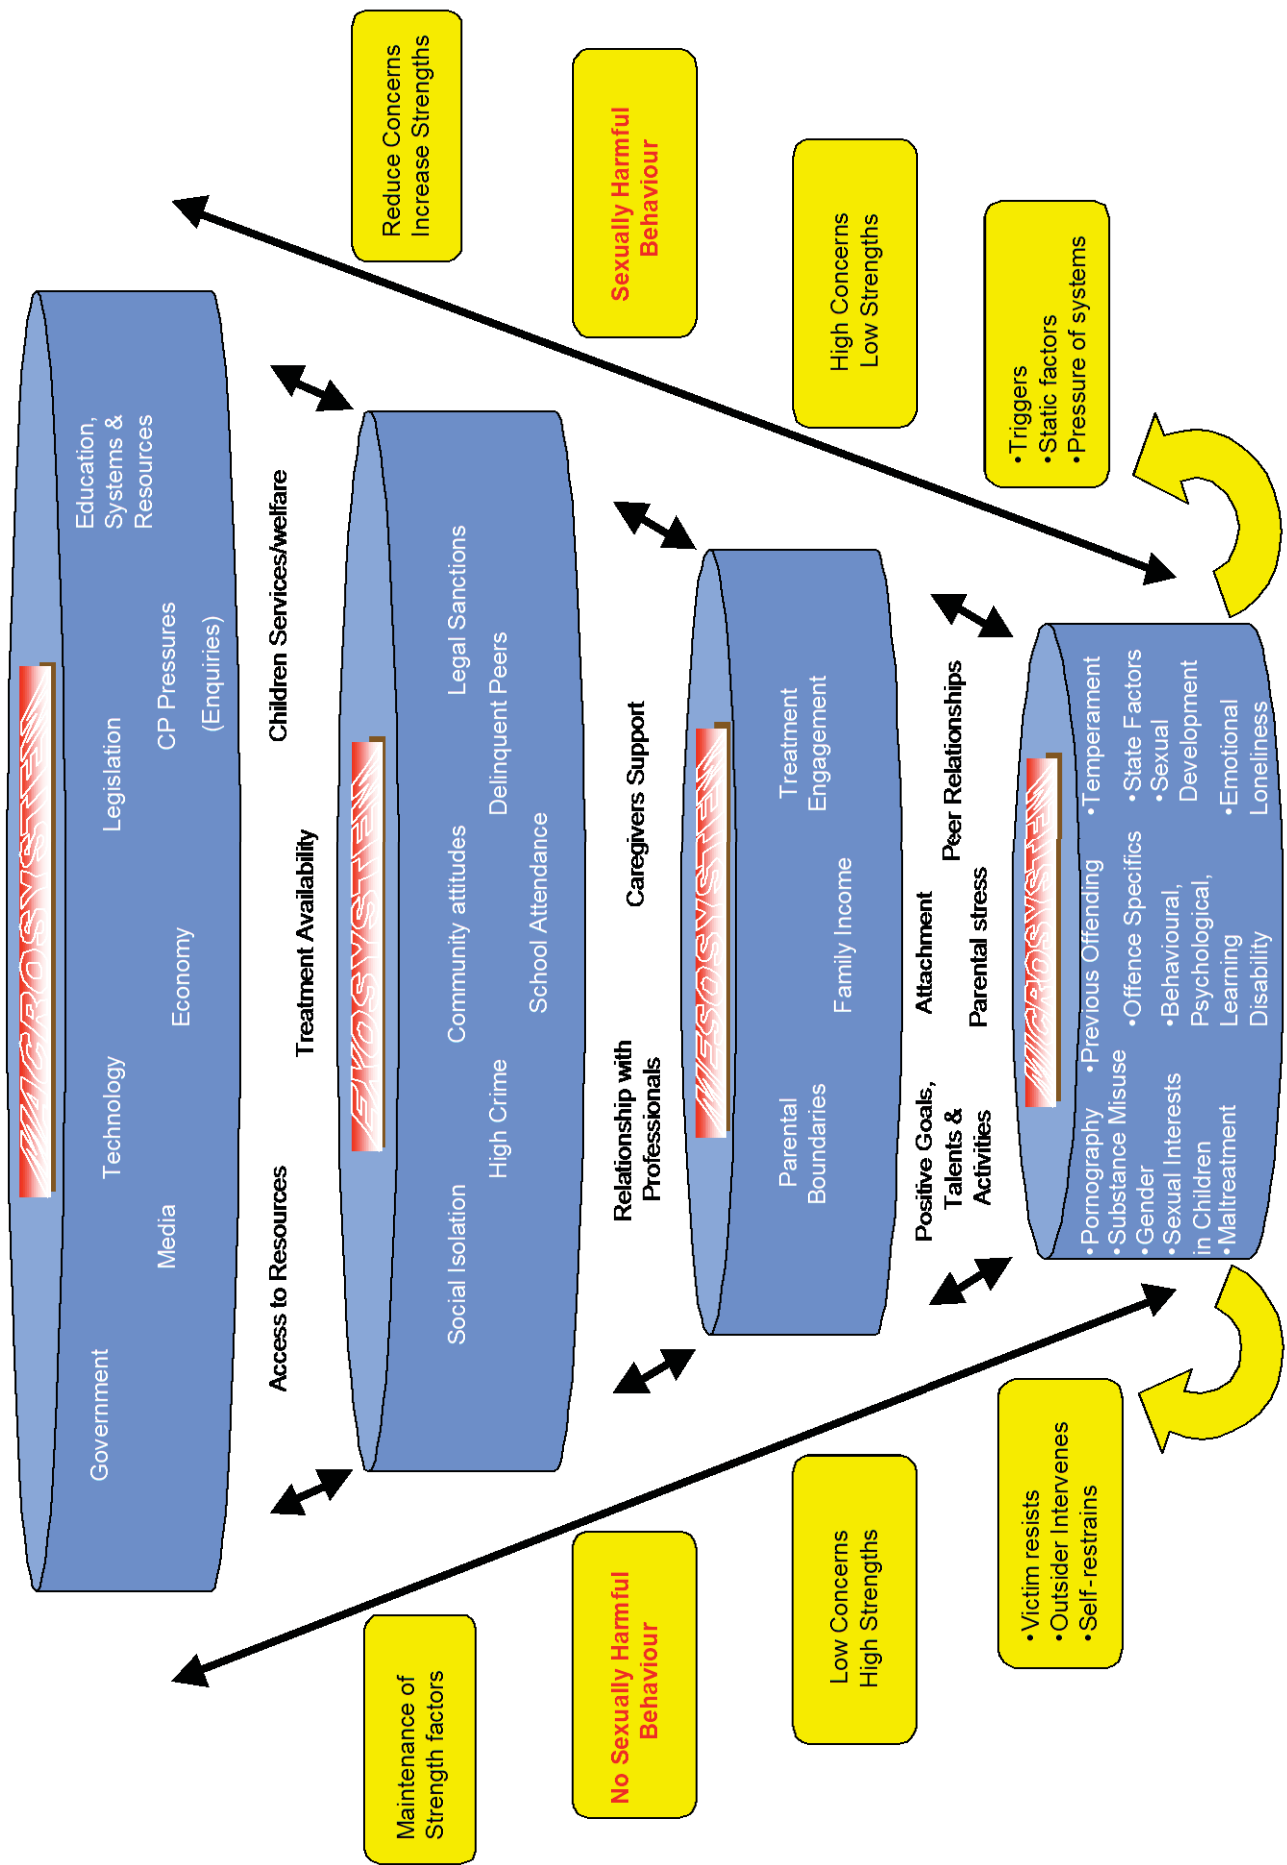 MACROSYSTEM
Government
Technology
Legislation
Education,
Systems &
Resources
Media
Economy
CP Pressures
(Enquiries)
Access to Resources
Treatment Availability
Children Services/welfare
EXOSYSTEM
Social Isolation
Community attitudes
Legal Sanctions
High Crime
Delinquent Peers
School Attendance
Relationship with
Professionals
Caregivers Support
MESOSYSTEM
Parental
Boundaries
Family Income
Treatment
Engagement
Positive Goals,
Talents &
Activities
Attachment
Parental stress
Peer Relationships
MICROSYSTEM
•Pornography
•Substance Misuse
•Gender
•Sexual Interests
in Children
•Maltreatment
•Previous Offending
•Offence Specifics
•Behavioural,
Psychological,
Learning
Disability
•Temperament
•State Factors
•Sexual
Development
•Emotional
Loneliness
Maintenance of
Strength factors
No Sexually Harmful
Behaviour
Low Concerns
High Strengths
•Victim resists
•Outsider Intervenes
•Self-restrains
Reduce Concerns
Increase Strengths
Sexually Harmful
Behaviour
High Concerns
Low Strengths
•Triggers
•Static factors
•Pressure of systems